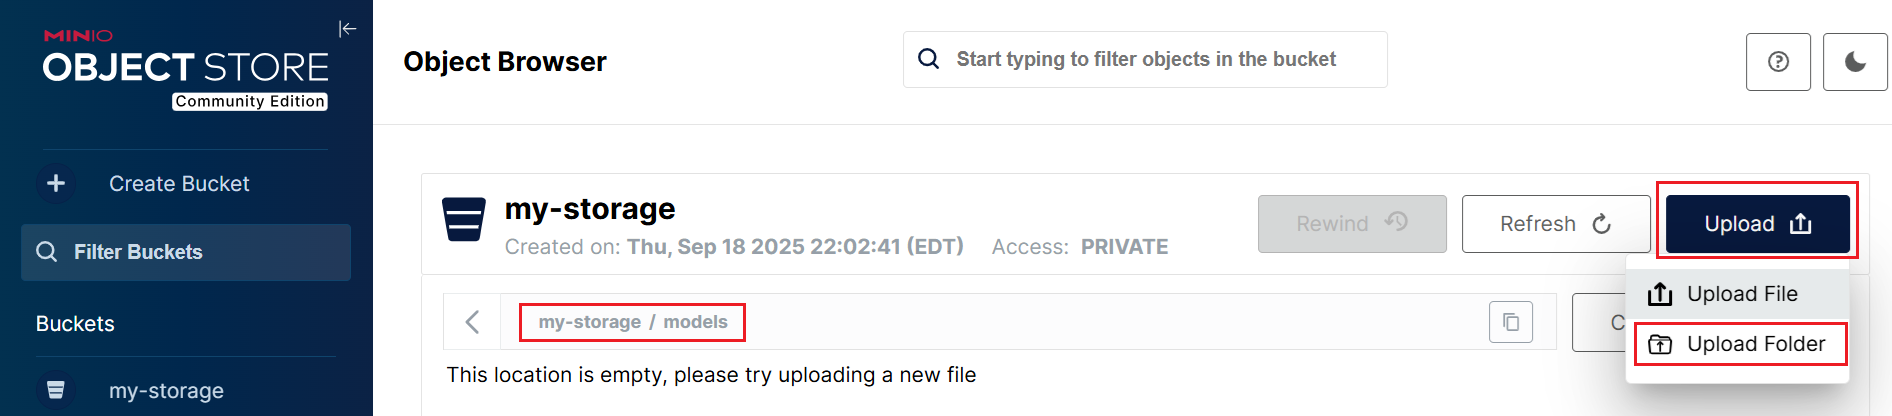 MINIO
OBJECT STORE
Community Edition
Create Bucket
Filter Buckets
Buckets
my-storage
Object Browser
Start typing to filter objects in the bucket
my-storage
Created on: Thu, Sep 18 2025 22:02:41 (EDT) Access: PRIVATE
Rewind
Refresh
Upload
Upload File
Upload Folder
my-storage / models
This location is empty, please try uploading a new file